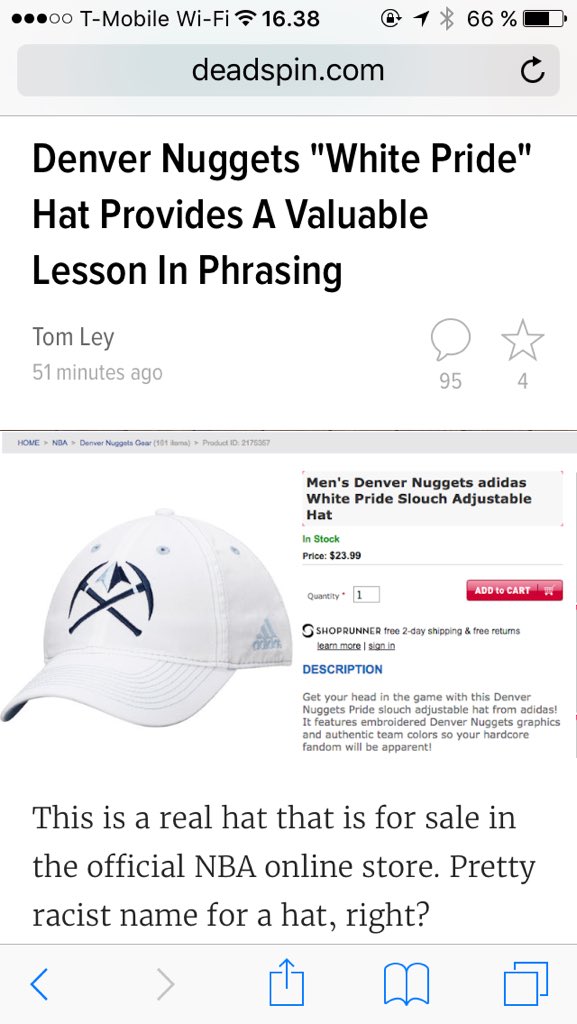 T-Mobile Wi-Fi 16.38 66 %
deadspin.com
Denver Nuggets "White Pride"
Hat Provides A Valuable
Lesson In Phrasing
Tom Ley
51 minutes ago
95
4
HOME > NBA > Denver Nuggets Gear (101 items) > Product ID: 2175357
Men's Denver Nuggets adidas
White Pride Slouch Adjustable
Hat
In Stock
Price: $23.99
Quantity * 1
ADD to CART
SHOPRUNNER free 2-day shipping & free returns
learn more | sign in
DESCRIPTION
Get your head in the game with this Denver
Nuggets Pride slouch adjustable hat from adidas!
It features embroidered Denver Nuggets graphics
and authentic team colors so your hardcore
fandom will be apparent!
adidas
This is a real hat that is for sale in
the official NBA online store. Pretty
racist name for a hat, right?